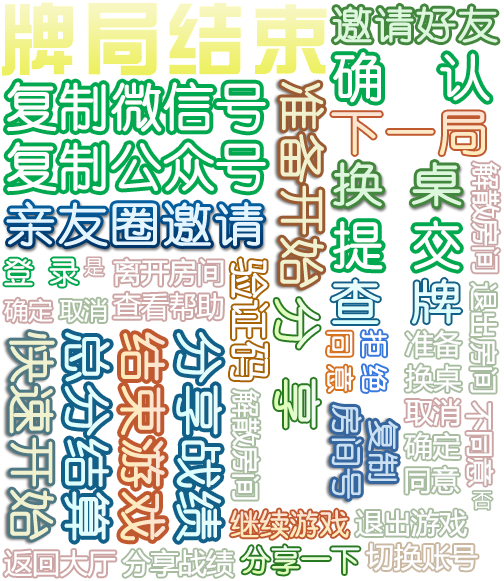 牌局结束
邀请好友
复制微信号
准备开始
确 认
下一局
复制公众号
换 桌
解散房间
亲友圈邀请
提 交
登 录
是
离开房间
验证码
分 享
查 牌
退出房间
确定
取消
查看帮助
快速开始
总分结算
结束游戏
分享战绩
同意
拒绝
准备
换桌
解散房间
复制
房间号
取消
不同意
确定
同意
否
继续游戏
退出游戏
返回大厅
分享战绩
分享一下
切换账号